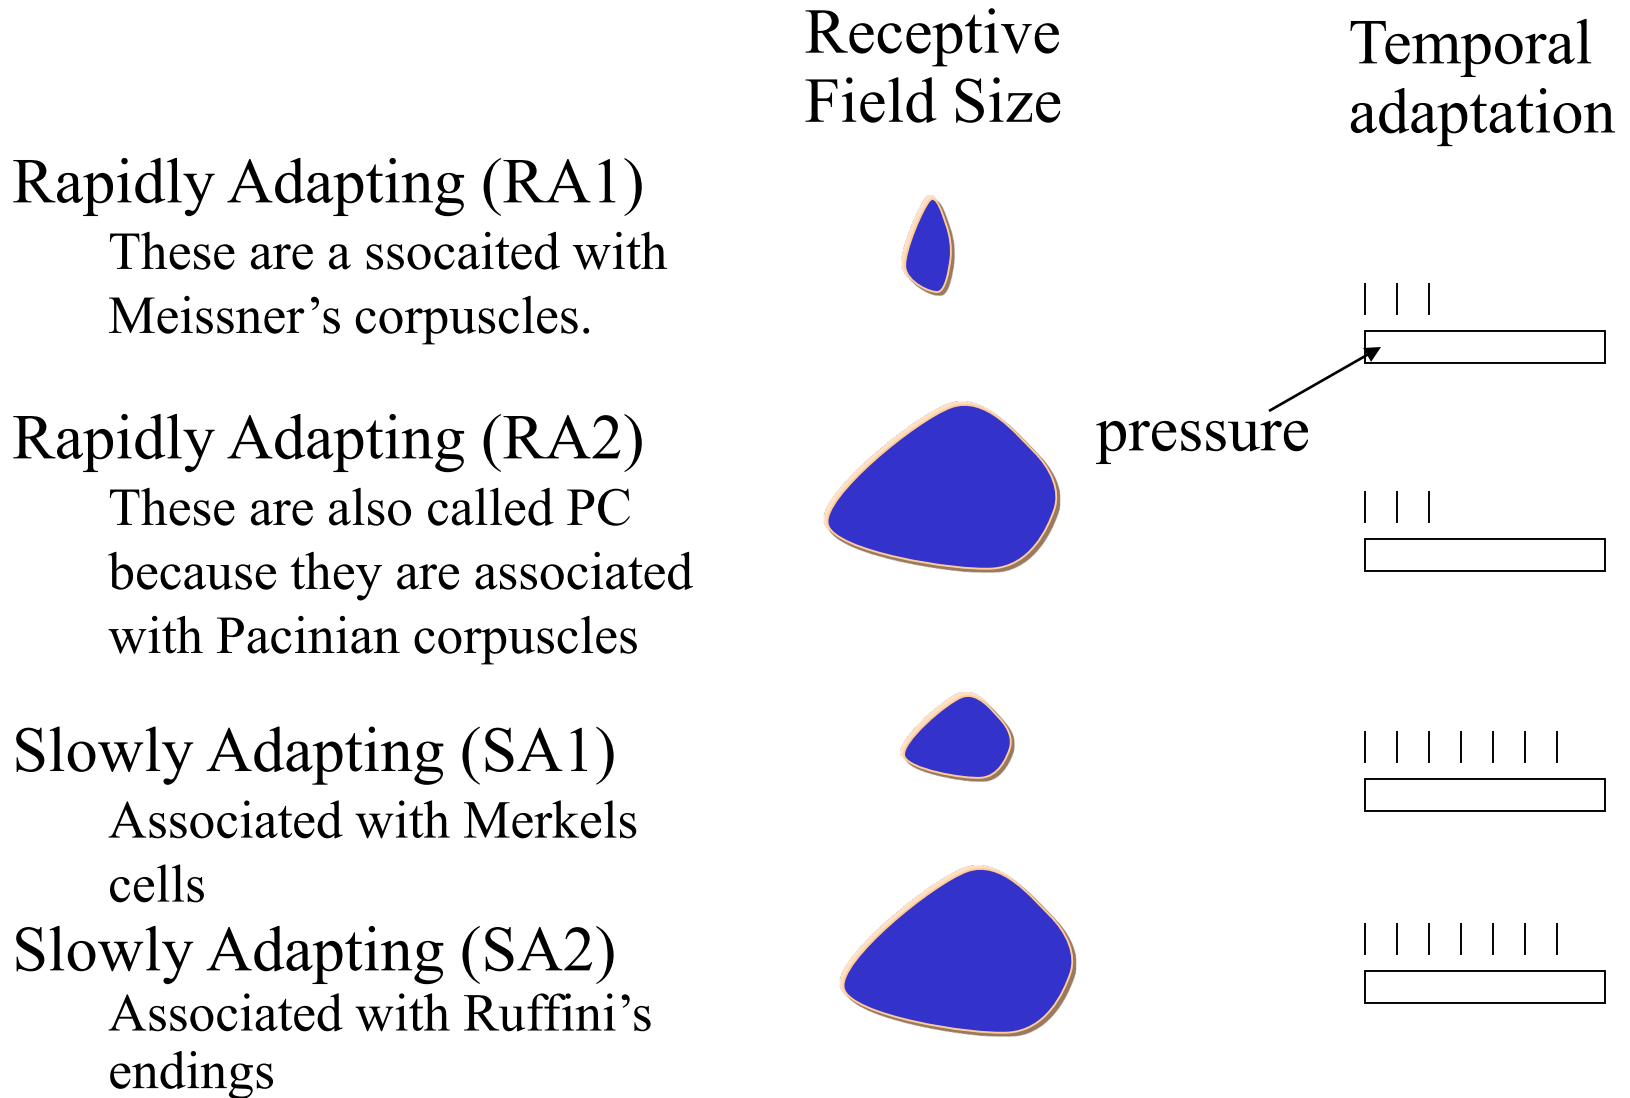 Receptive
Field Size
Temporal
adaptation
Rapidly Adapting (RA1)
These are a ssocaited with
Meissner’s corpuscles.
pressure
Rapidly Adapting (RA2)
These are also called PC
because they are associated
with Pacinian corpuscles
Slowly Adapting (SA1)
Associated with Merkels
cells
Slowly Adapting (SA2)
Associated with Ruffini’s
endings